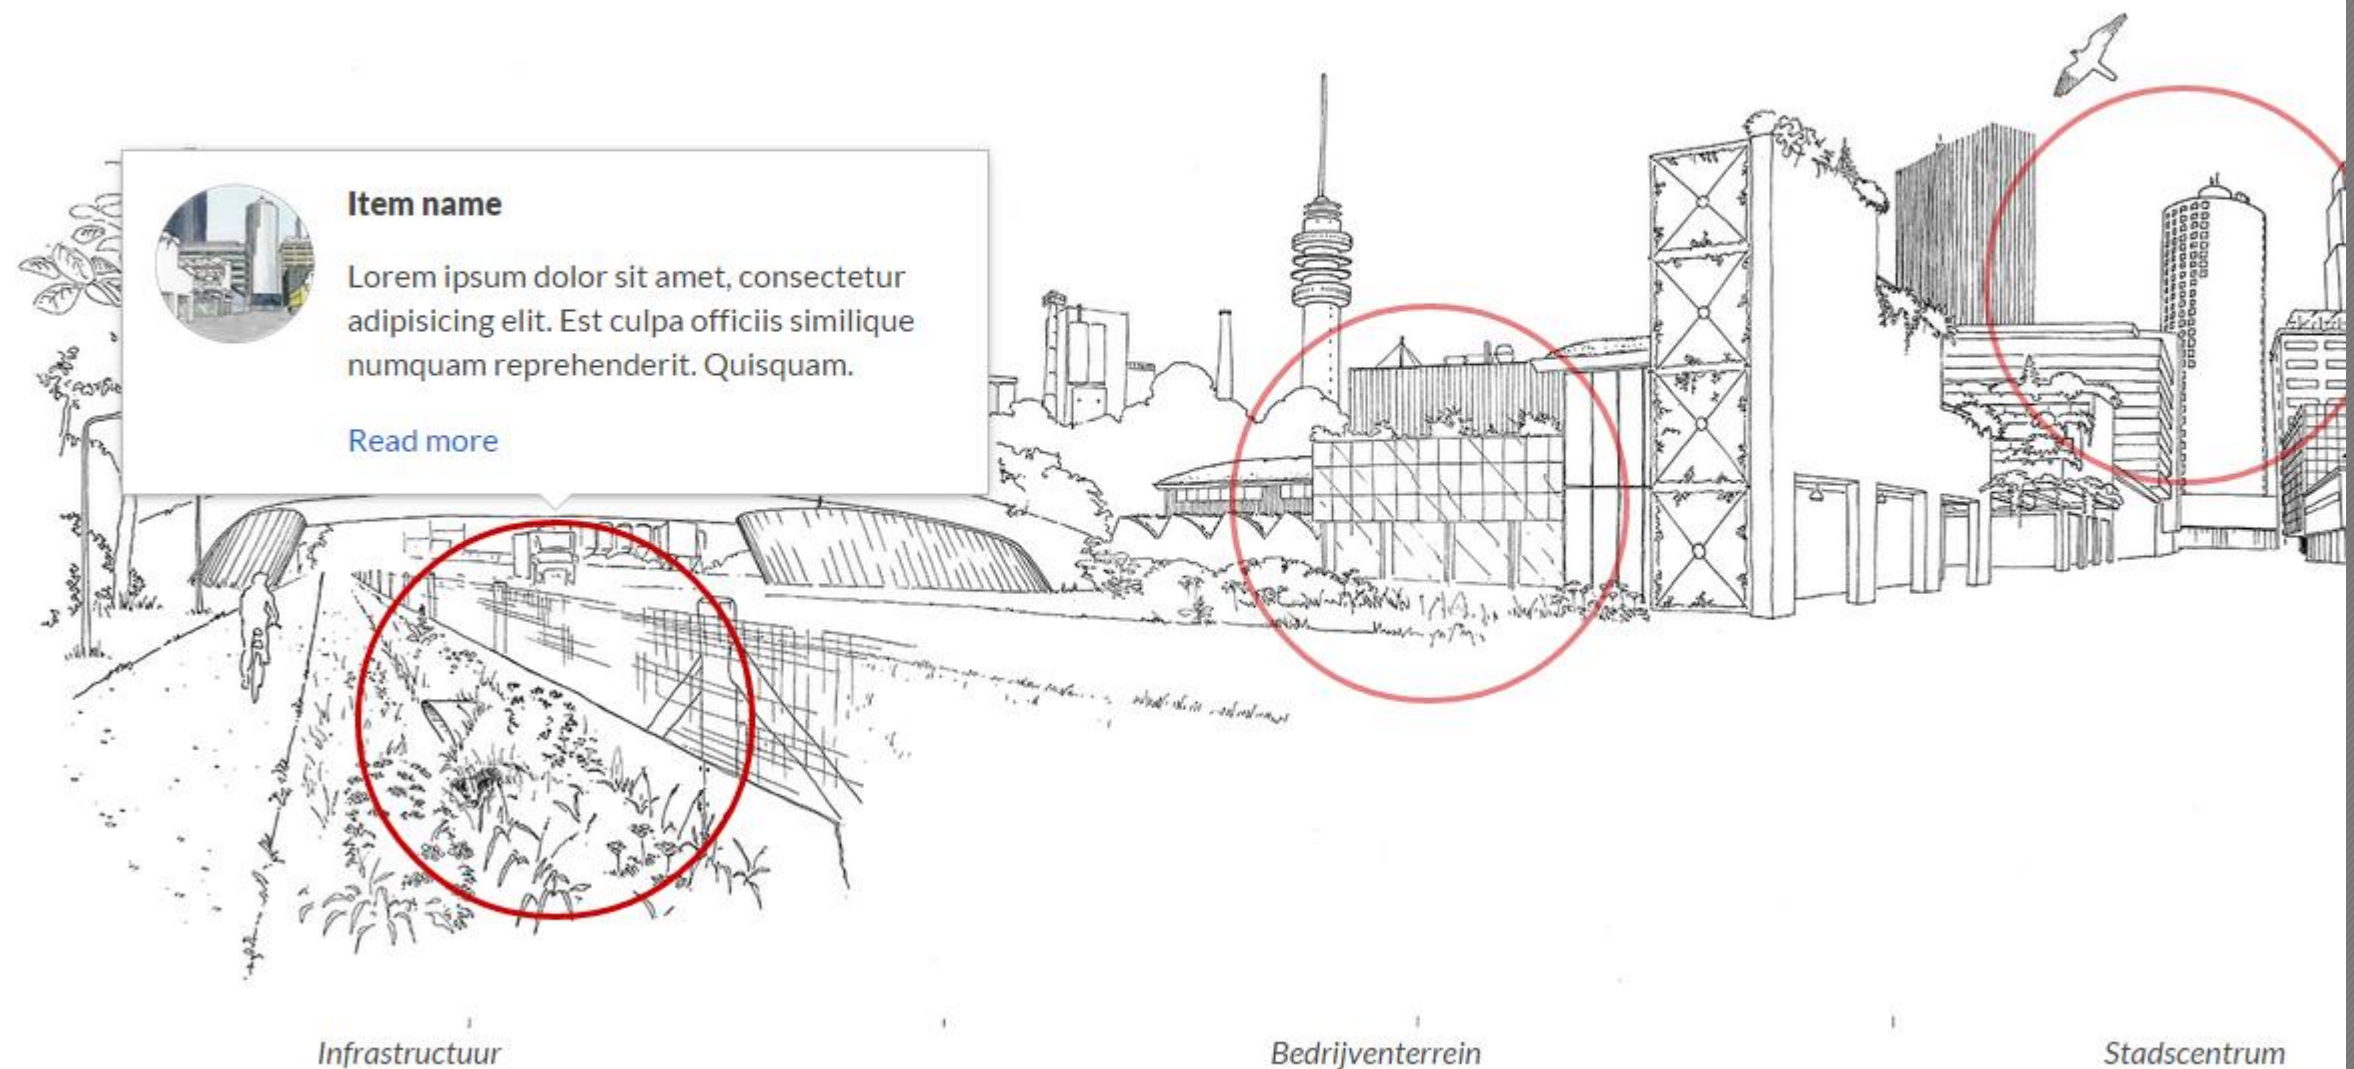 Item name
Lorem ipsum dolor sit amet, consectetur
adipisicing elit. Est culpa officiis similique
numquam reprehenderit. Quisquam.
Read more
Infrastructuur
Bedrijventerrein
Stadscentrum